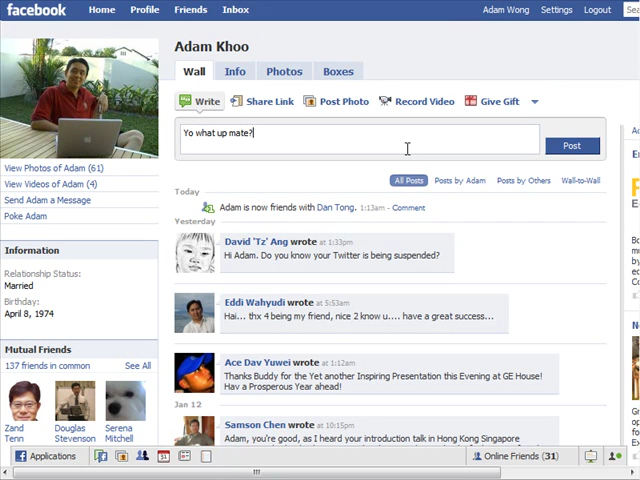 facebook Home Profile Friends Inbox Adam Wong Settings Logout Sea
Adam Khoo
Wall Info Photos Boxes
Write Share Link Post Photo Record Video Give Gift
Yo what up mate?
Post
All Posts Posts by Adam Posts by Others Wall-to-Wall
View Photos of Adam (61)
View Videos of Adam (4)
Send Adam a Message
Poke Adam
Information
Relationship Status:
Married
Birthday:
April 8, 1974
Mutual Friends
137 friends in common See All
Zand Tenn
Douglas Stevenson
Serena Mitchell
Today
Adam is now friends with Dan Tong. 1:13am - Comment
Yesterday
David 'Tz' Ang wrote at 1:33pm
Hi Adam. Do you know your Twitter is being suspended?
Eddi Wahyudi wrote at 5:53am
Hai... thx 4 being my friend, nice 2 know u.... have a great success...
Ace Dav Yuwei wrote at 1:12am
Thanks Buddy for the Yet another Inspiring Presentation this Evening at GE House!
Hav a Prosperous Year ahead!
Jan 12
Samson Chen wrote at 10:15pm
Adam, you're good, as I heard your introduction talk in Hong Kong Singapore
Applications Online Friends (31)